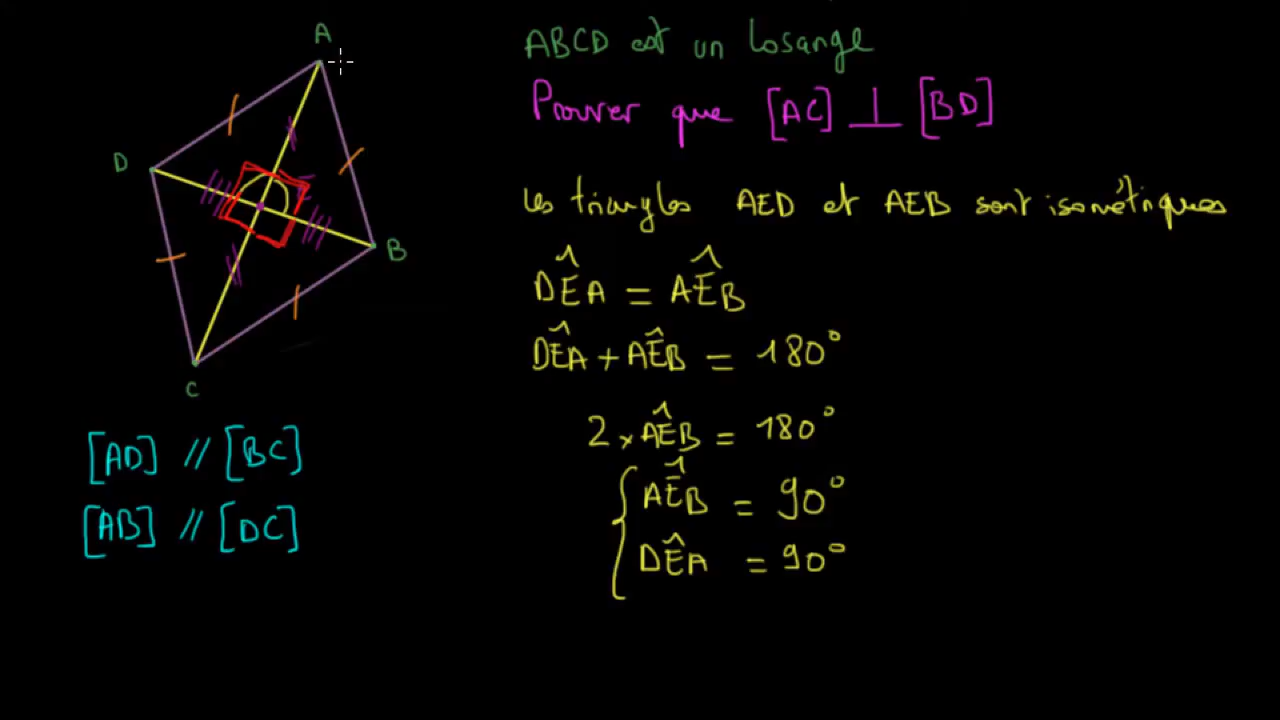 A
D
E
B
C
[AD] // [BC]
[AB] // [DC]
ABCD est un Losange
Prouver que [AC] ⊥ [BD]
Les triangles AED et AEB sont isométriques
DÊA = AÊB
DÊA + AÊB = 180°
2 × AÊB = 180°
AÊB = 90°
DÊA = 90°